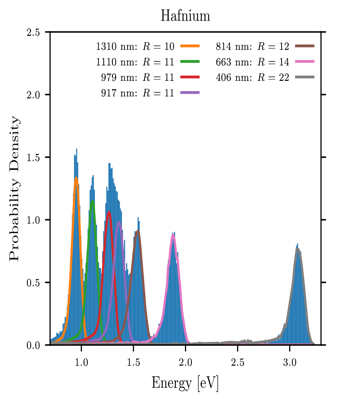 Hafnium
2.5
2.0
1.5
1.0
0.5
0.0
Probability Density
1310 nm: R = 10
1110 nm: R = 11
979 nm: R = 11
917 nm: R = 11
814 nm: R = 12
663 nm: R = 14
406 nm: R = 22
1.0 1.5 2.0 2.5 3.0
Energy [eV]